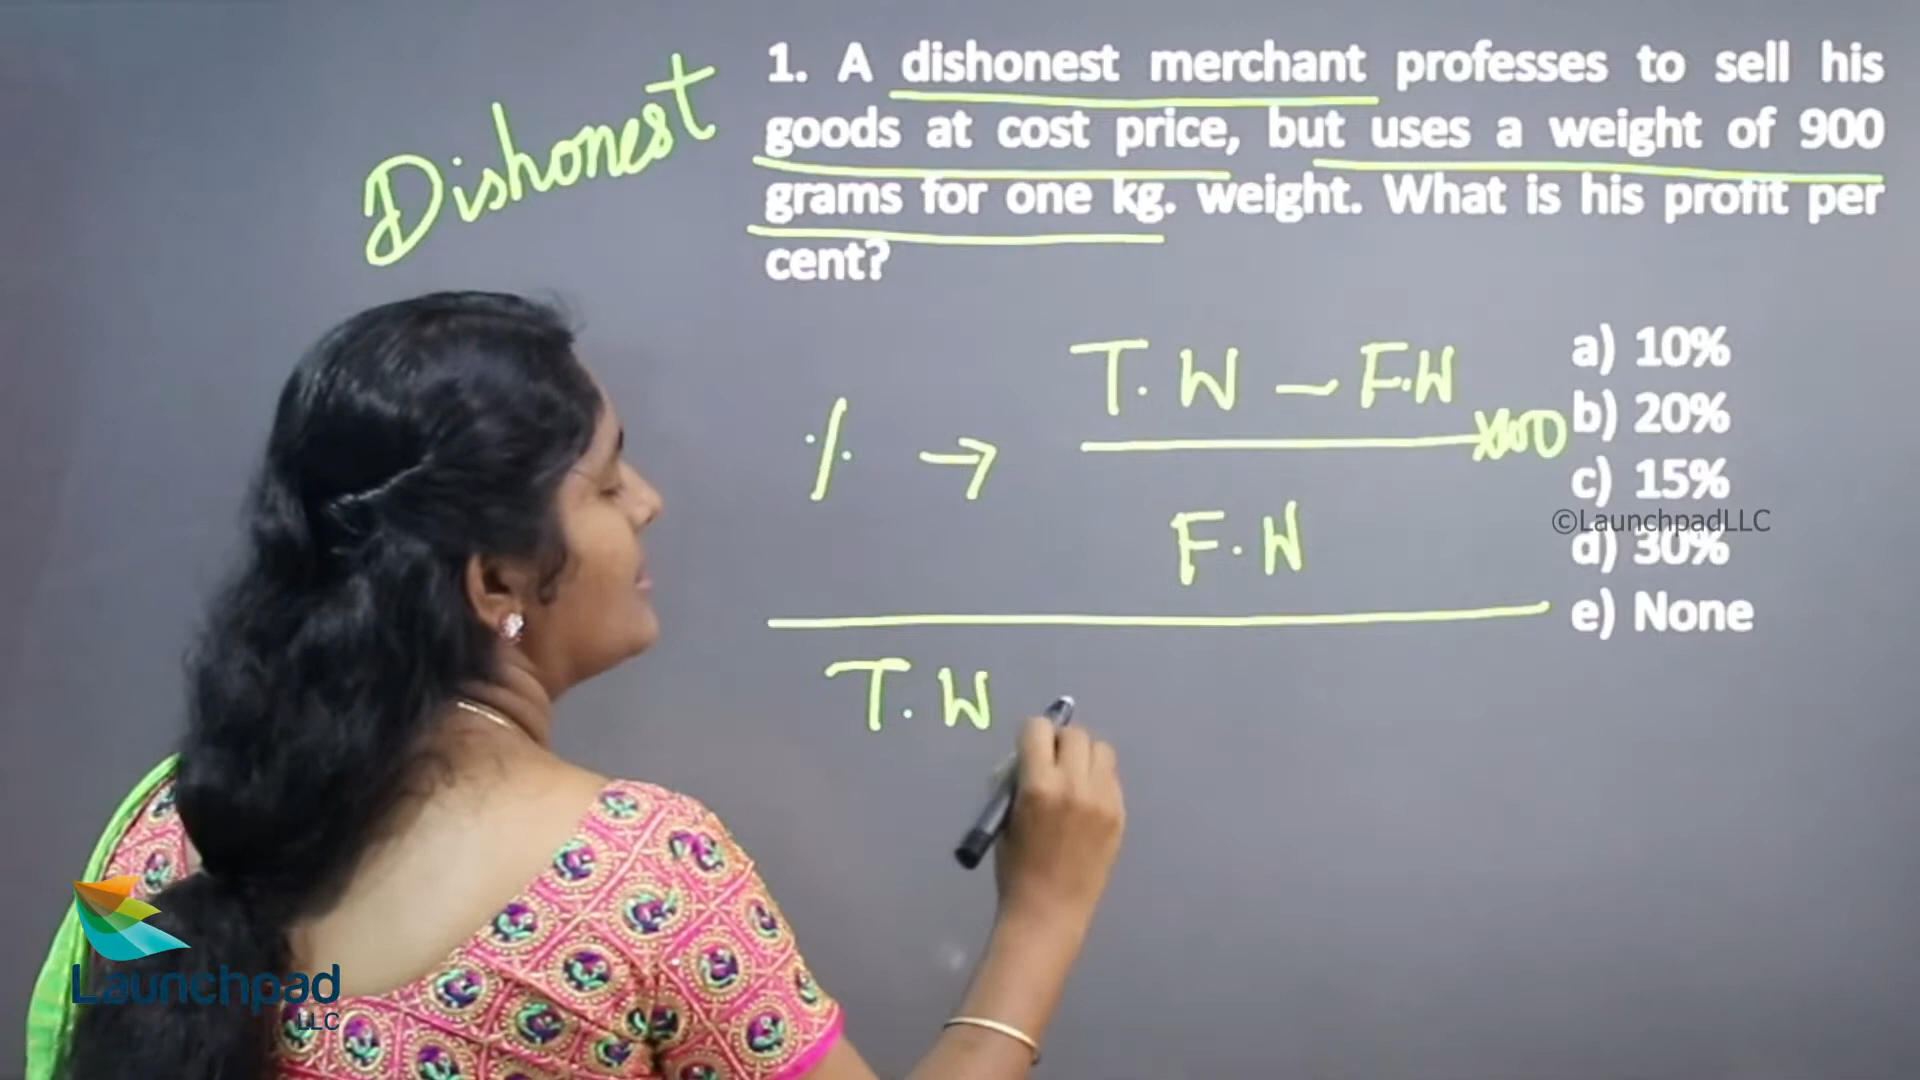 Dishonest
1. A dishonest merchant professes to sell his
goods at cost price, but uses a weight of 900
grams for one kg. weight. What is his profit per
cent?
% → T.W – F.W
F.W
×100
a) 10%
b) 20%
c) 15%
©LaunchpadLLC
d) 30%
e) None
T.W
Launchpad
LLC